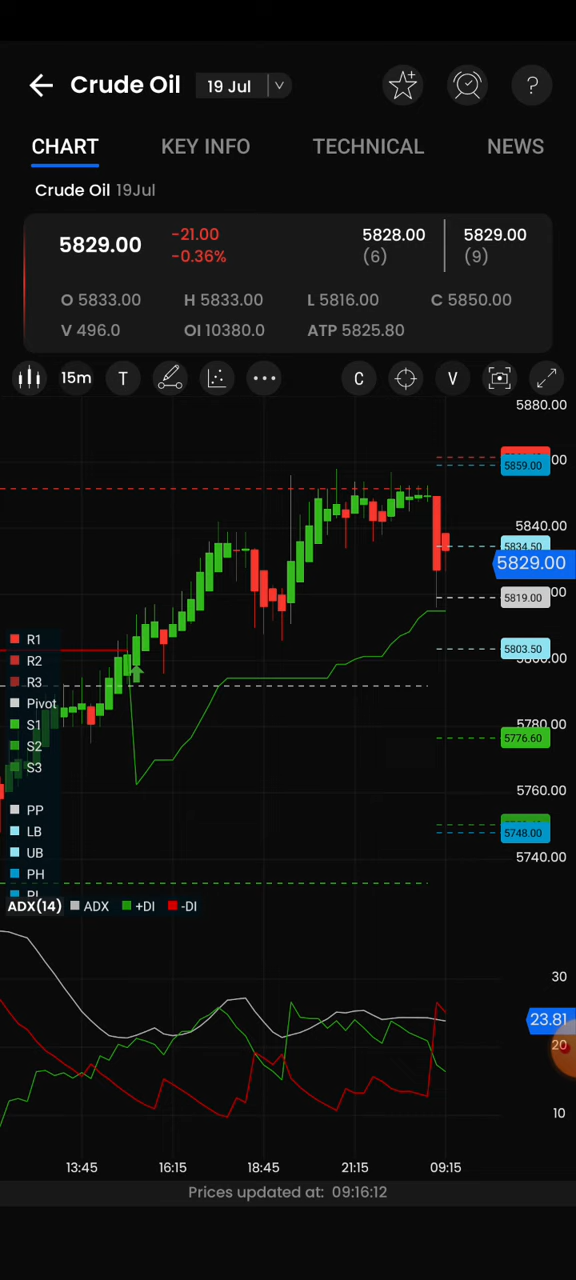 Crude Oil 19 Jul
CHART KEY INFO TECHNICAL NEWS
Crude Oil 19Jul
5829.00 -21.00 5828.00 5829.00
-0.36% (6) (9)
O 5833.00 H 5833.00 L 5816.00 C 5850.00
V 496.0 OI 10380.0 ATP 5825.80
15m T C V
5880.00
5859.00
5840.00
5834.50
5829.00
5819.00
R1
5803.50
R2
R3
Pivot
S1
5780.00
5776.60
S2
S3
5760.00
PP
LB
5748.00
UB
5740.00
PH
ADX(14) ADX +DI -DI
30
23.81
20
10
13:45 16:15 18:45 21:15 09:15
Prices updated at: 09:16:12